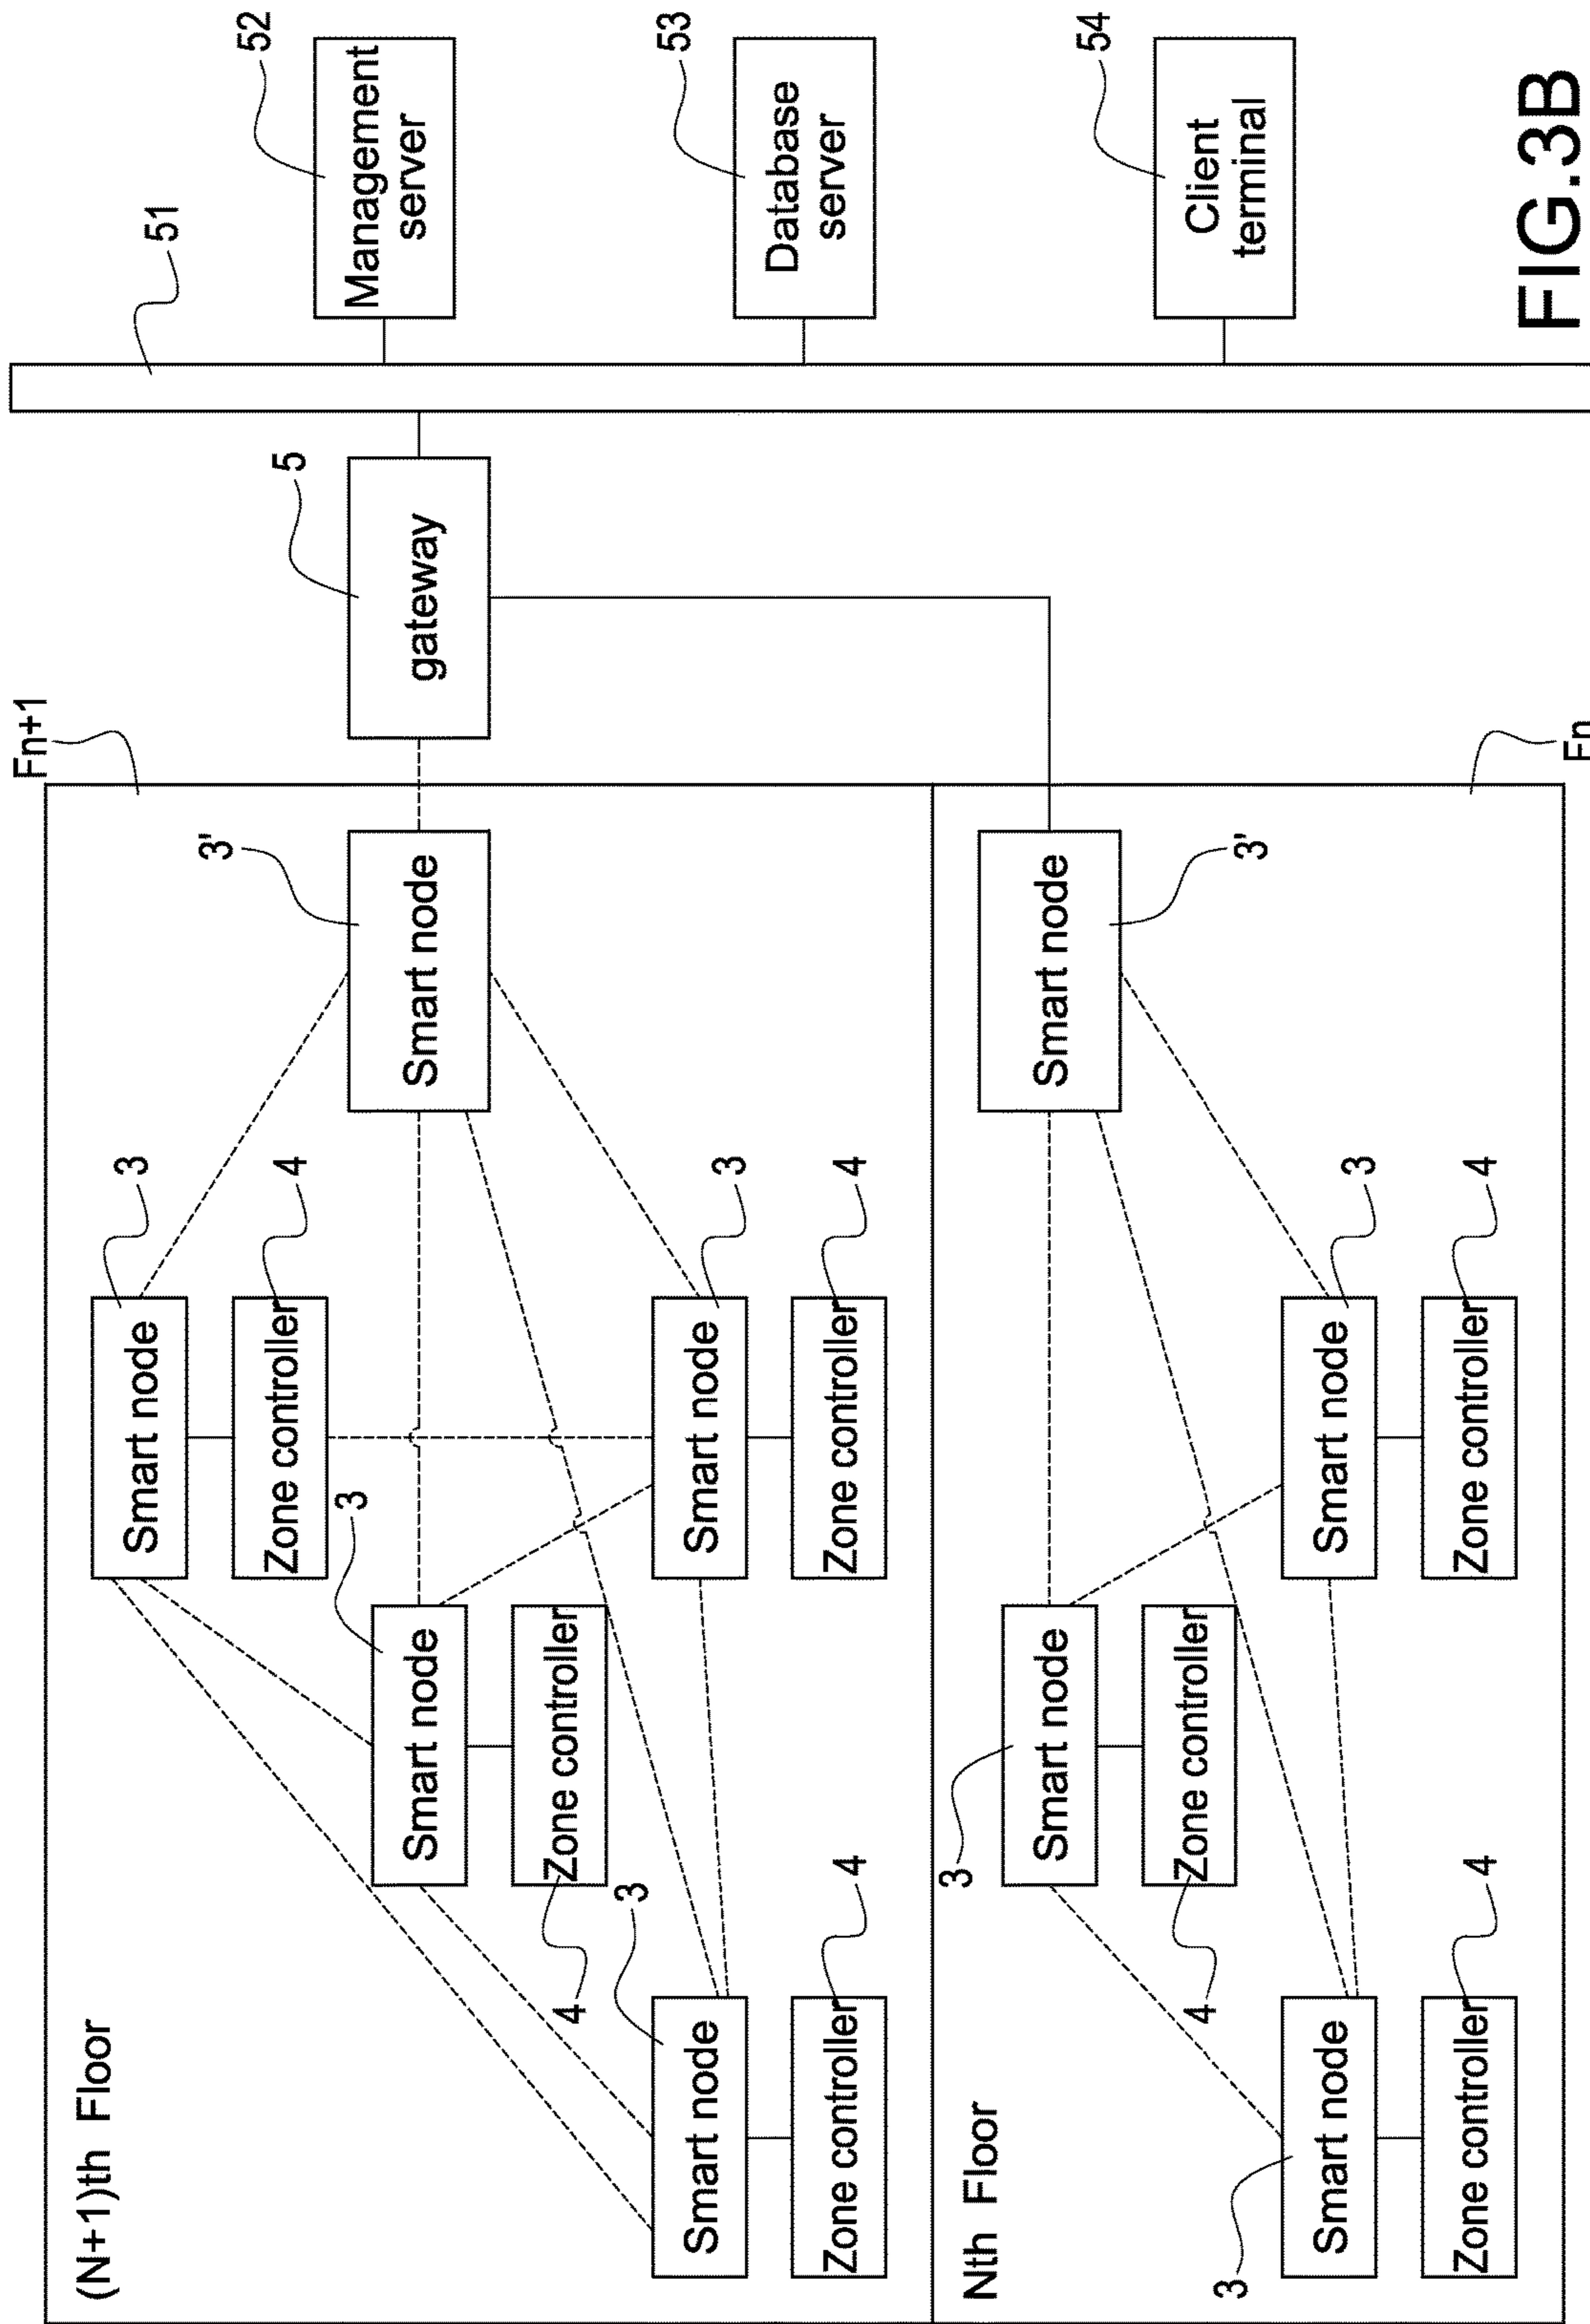 (N+1)th Floor
Fn+1
Smart node
3
Zone controller
4
Smart node
3
Zone controller
4
Smart node
3
Zone controller
4
Smart node
3
Zone controller
4
Smart node
3'
gateway
5
51
Management
server
52
Database
server
53
Client
terminal
54
Nth Floor
Fn
Smart node
3
Zone controller
4
Smart node
3
Zone controller
4
Smart node
3
Zone controller
4
Smart node
3'
FIG.3B